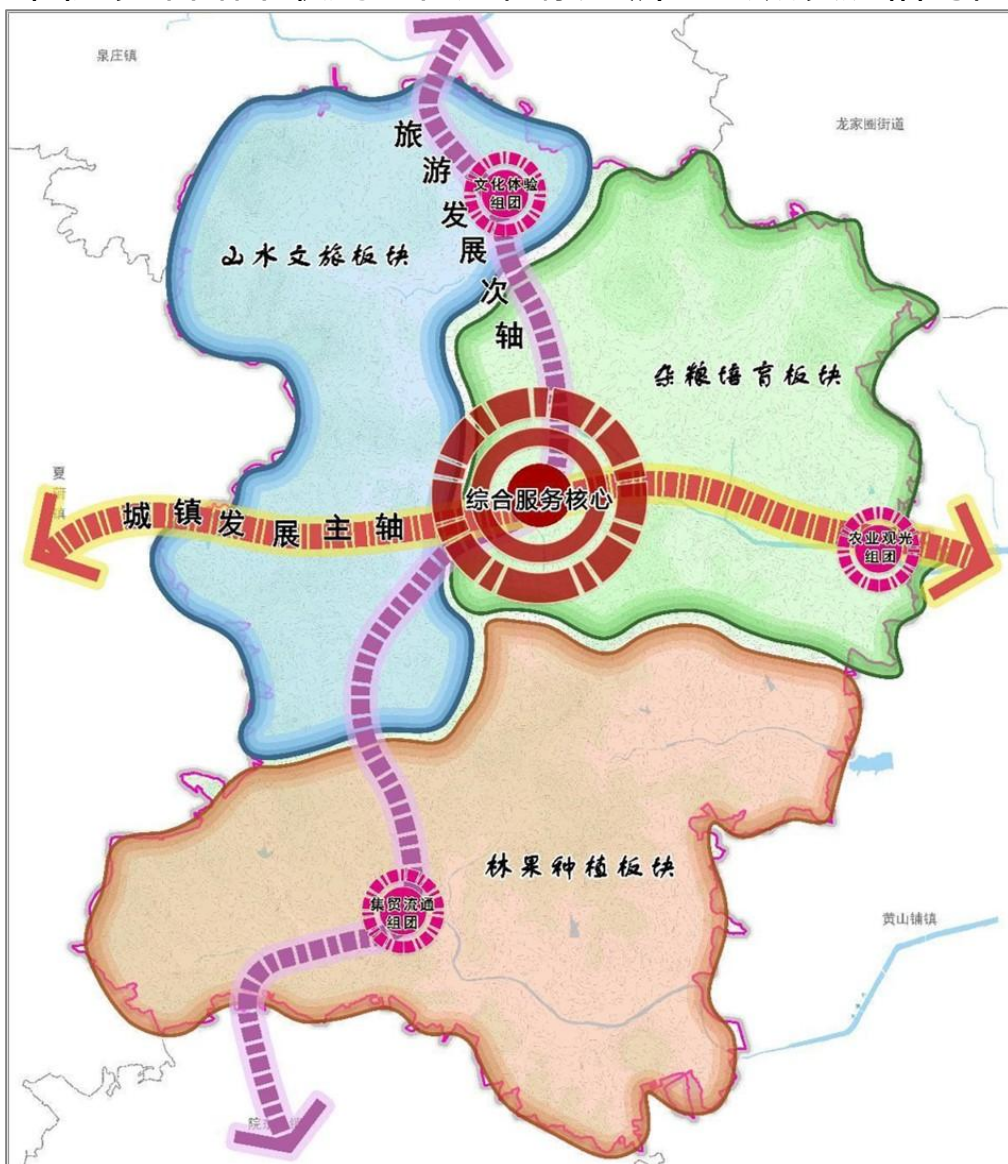 泉庄镇
龙家圈街道
旅游发展次轴
文化体验
组团
山水文旅板块
杂粮培育板块
夏
综合服务核心
城镇发展主轴
农业观光
组团
林果种植板块
集贸流通
组团
黄山铺镇
院